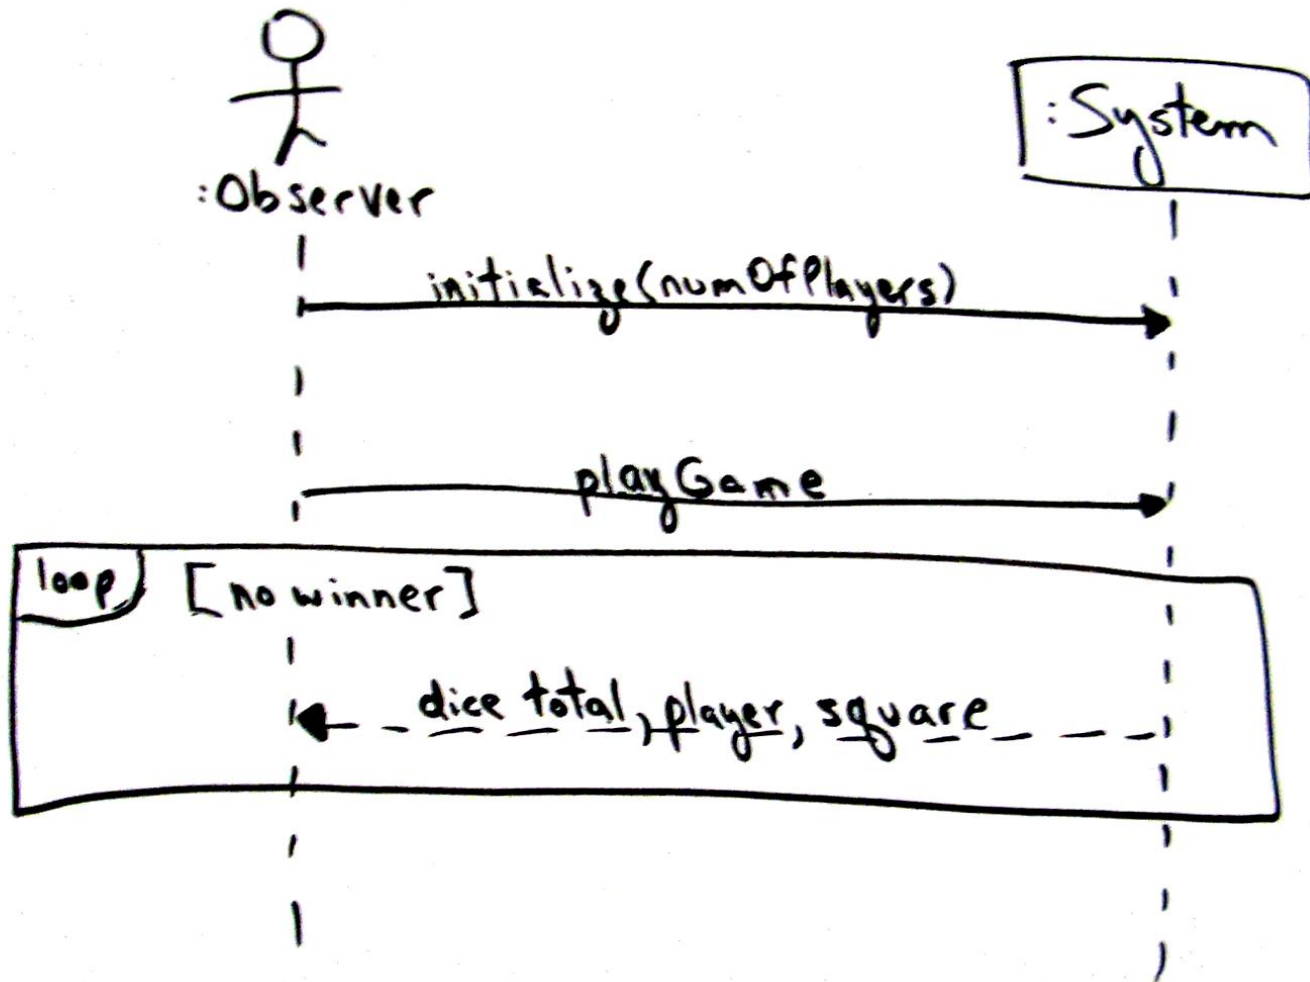 :System
:Observer
initialize(numOfPlayers)
playGame
loop [no winner]
dice total, player, square